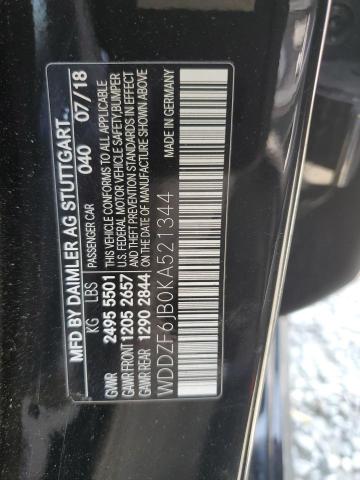 MFD BY DAIMLER AG STUTTGART
040 07/18
PASSENGER CAR
KG LBS
GVWR 2495 5501
GAWR FRONT 1205 2657
GAWR REAR 1290 2844
THIS VEHICLE CONFORMS TO ALL APPLICABLE
U.S. FEDERAL MOTOR VEHICLE SAFETY,BUMPER
AND THEFT PREVENTION STANDARDS IN EFFECT
ON THE DATE OF MANUFACTURE SHOWN ABOVE
MADE IN GERMANY
WDDZF6JB0KA521344